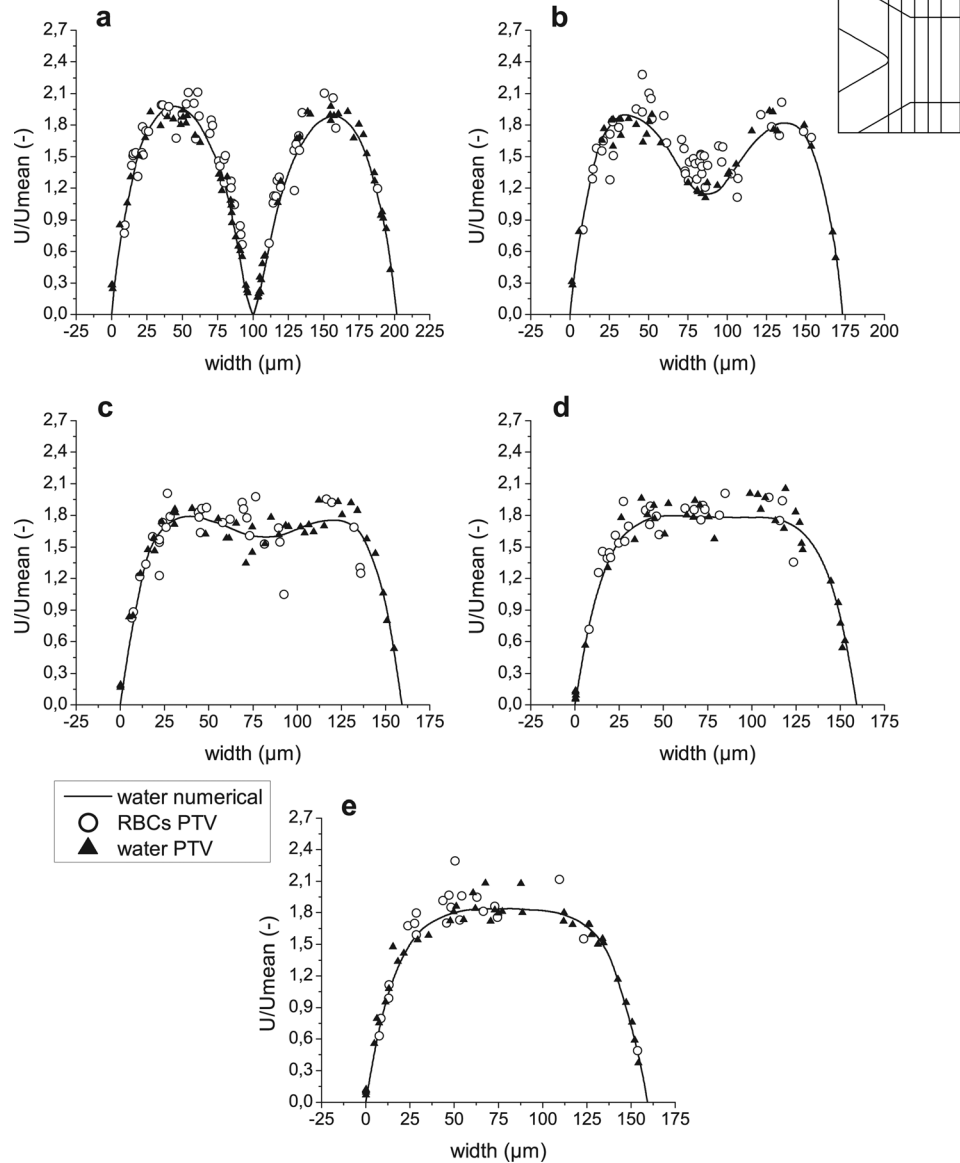 a
2,7
2,4
2,1
1,8
1,5
1,2
0,9
0,6
0,3
0,0
U/Umean (-)
-25 0 25 50 75 100 125 150 175 200 225
width (µm)
b
2,7
2,4
2,1
1,8
1,5
1,2
0,9
0,6
0,3
0,0
U/Umean (-)
-25 0 25 50 75 100 125 150 175 200
width (µm)
c
2,7
2,4
2,1
1,8
1,5
1,2
0,9
0,6
0,3
0,0
U/Umean (-)
-25 0 25 50 75 100 125 150 175
width (µm)
d
2,7
2,4
2,1
1,8
1,5
1,2
0,9
0,6
0,3
0,0
U/Umean (-)
-25 0 25 50 75 100 125 150 175
width (µm)
water numerical
RBCs PTV
water PTV
e
2,7
2,4
2,1
1,8
1,5
1,2
0,9
0,6
0,3
0,0
U/Umean (-)
-25 0 25 50 75 100 125 150 175
width (µm)